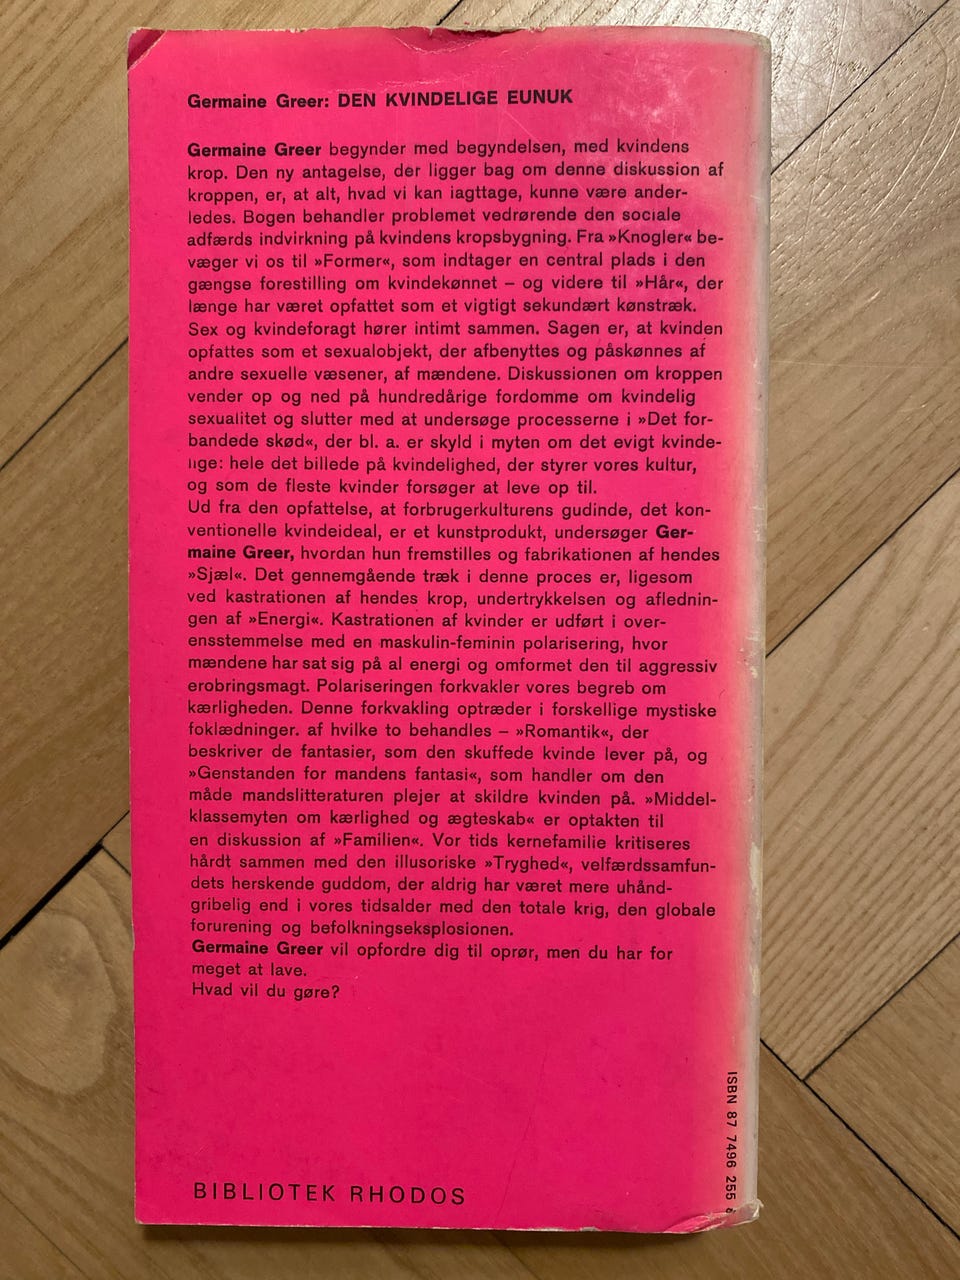 Germaine Greer: DEN KVINDELIGE EUNUK
Germaine Greer begynder med begyndelsen, med kvindens
krop. Den ny antagelse, der ligger bag om denne diskussion af
kroppen, er, at alt, hvad vi kan iagttage, kunne være ander-
ledes. Bogen behandler problemet vedrørende den sociale
adfærds indvirkning på kvindens kropsbygning. Fra »Knogler« be-
væger vi os til »Former«, som indtager en central plads i den
gængse forestilling om kvindekønnet – og videre til »Hår«, der
længe har været opfattet som et vigtigt sekundært kønstræk.
Sex og kvindeforagt hører intimt sammen. Sagen er, at kvinden
opfattes som et sexualobjekt, der afbenyttes og påskønnes af
andre sexuelle væsener, af mændene. Diskussionen om kroppen
vender op og ned på hundredårige fordomme om kvindelig
sexualitet og slutter med at undersøge processerne i »Det for-
bandede skød«, der bl. a. er skyld i myten om det evigt kvinde-
lige: hele det billede på kvindelighed, der styrer vores kultur,
og som de fleste kvinder forsøger at leve op til.
Ud fra den opfattelse, at forbrugerkulturens gudinde, det kon-
ventionelle kvindeideal, er et kunstprodukt, undersøger Ger-
maine Greer, hvordan hun fremstilles og fabrikationen af hendes
»Sjæl«. Det gennemgående træk i denne proces er, ligesom
ved kastrationen af hendes krop, undertrykkelsen og aflednin-
gen af »Energi«. Kastrationen af kvinder er udført i over-
ensstemmelse med en maskulin-feminin polarisering, hvor
mændene har sat sig på al energi og omformet den til aggressiv
erobringsmagt. Polariseringen forkvakler vores begreb om
kærligheden. Denne forkvakling optræder i forskellige mystiske
foklædninger. af hvilke to behandles – »Romantik«, der
beskriver de fantasier, som den skuffede kvinde lever på, og
»Genstanden for mandens fantasi«, som handler om den
måde mandslitteraturen plejer at skildre kvinden på. »Middel-
klassemyten om kærlighed og ægteskab« er optakten til
en diskussion af »Familien«. Vor tids kernefamilie kritiseres
hårdt sammen med den illusoriske »Tryghed«, velfærdssamfun-
dets herskende guddom, der aldrig har været mere uhånd-
gribelig end i vores tidsalder med den totale krig, den globale
forurening og befolkningseksplosionen.
Germaine Greer vil opfordre dig til oprør, men du har for
meget at lave.
Hvad vil du gøre?
ISBN 87 7496 255
BIBLIOTEK RHODOS